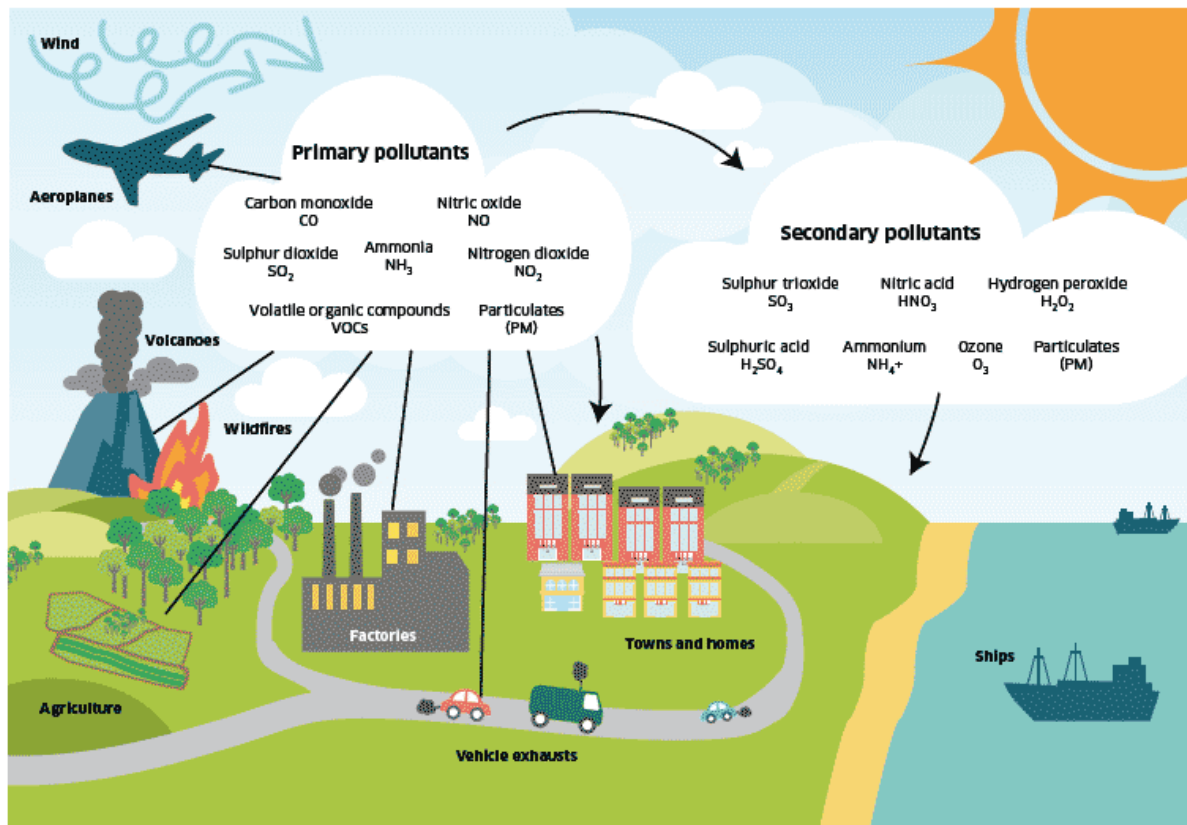 Wind
Primary pollutants
Aeroplanes
Carbon monoxide
CO
Nitric oxide
NO
Sulphur dioxide
SO₂
Ammonia
NH₃
Nitrogen dioxide
NO₂
Volatile organic compounds
VOCs
Particulates
(PM)
Secondary pollutants
Sulphur trioxide
SO₃
Nitric acid
HNO₃
Hydrogen peroxide
H₂O₂
Sulphuric acid
H₂SO₄
Ammonium
NH₄+
Ozone
O₃
Particulates
(PM)
Volcanoes
Wildfires
Factories
Towns and homes
Ships
Agriculture
Vehicle exhausts